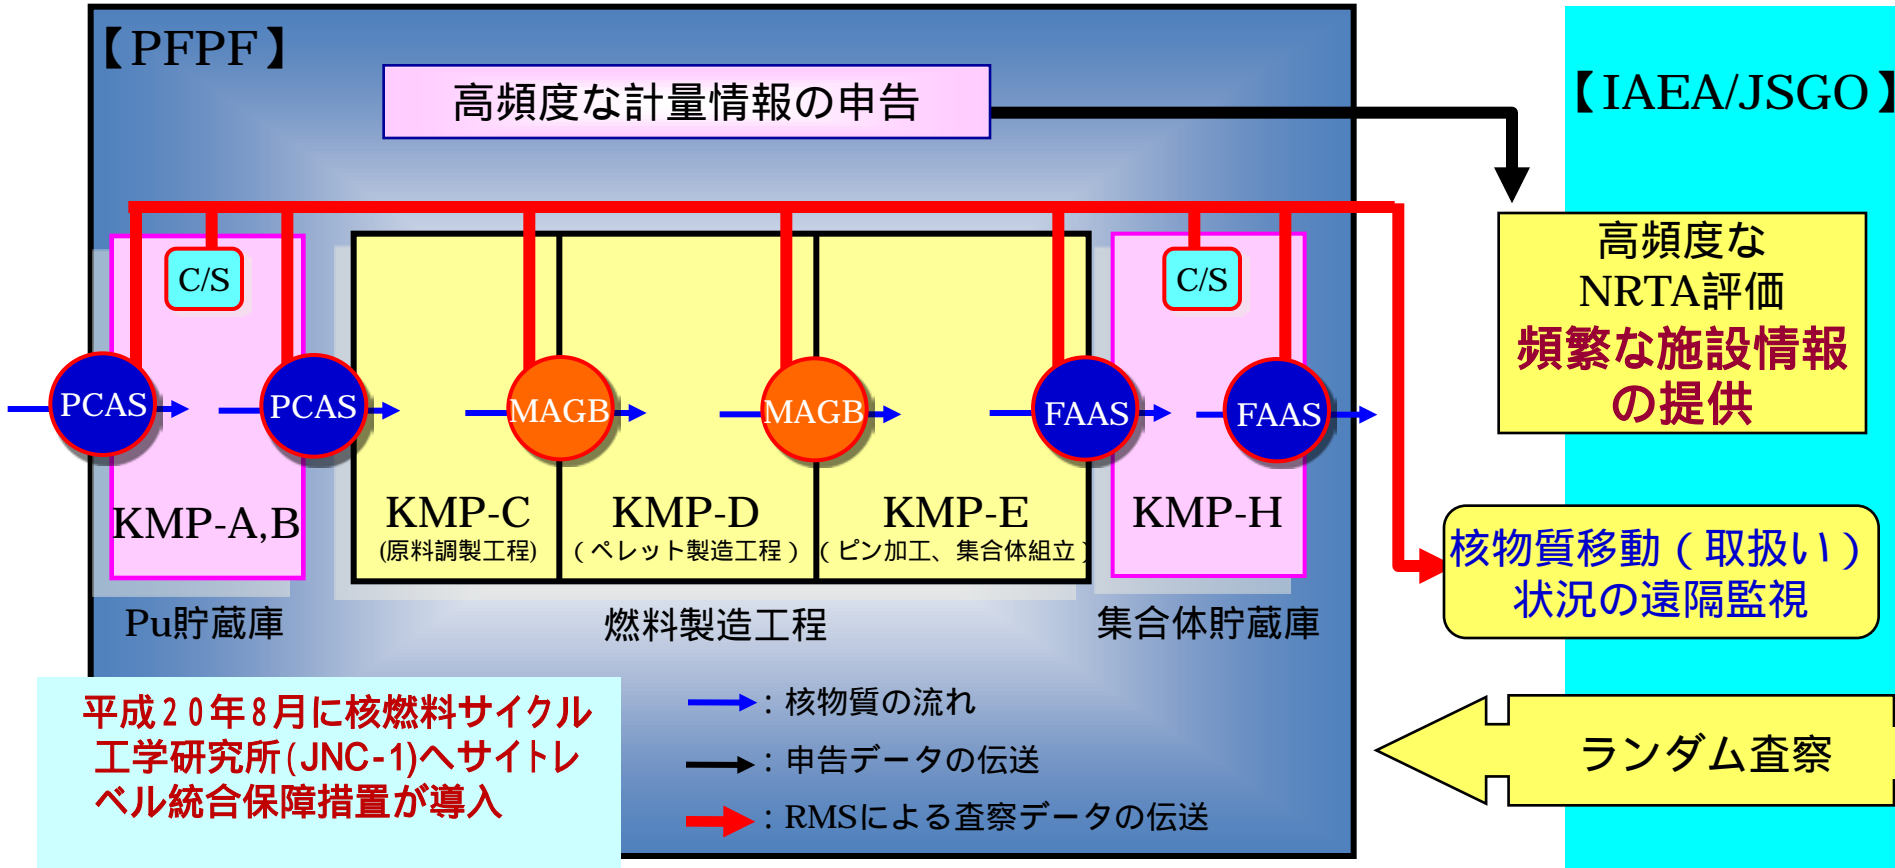 【PFPF】
高頻度な計量情報の申告
【IAEA/JSGO】
C/S
C/S
高頻度な
NRTA評価
頻繁な施設情報
の提供
PCAS
PCAS
MAGB
MAGB
FAAS
FAAS
KMP-A,B
KMP-C
(原料調製工程)
KMP-D
(ペレット製造工程)
KMP-E
(ピン加工、集合体組立)
KMP-H
核物質移動(取扱い)
状況の遠隔監視
Pu貯蔵庫
燃料製造工程
集合体貯蔵庫
平成20年8月に核燃料サイクル
工学研究所(JNC-1)へサイトレ
ベル統合保障措置が導入
:核物質の流れ
:申告データの伝送
:RMSによる査察データの伝送
ランダム査察